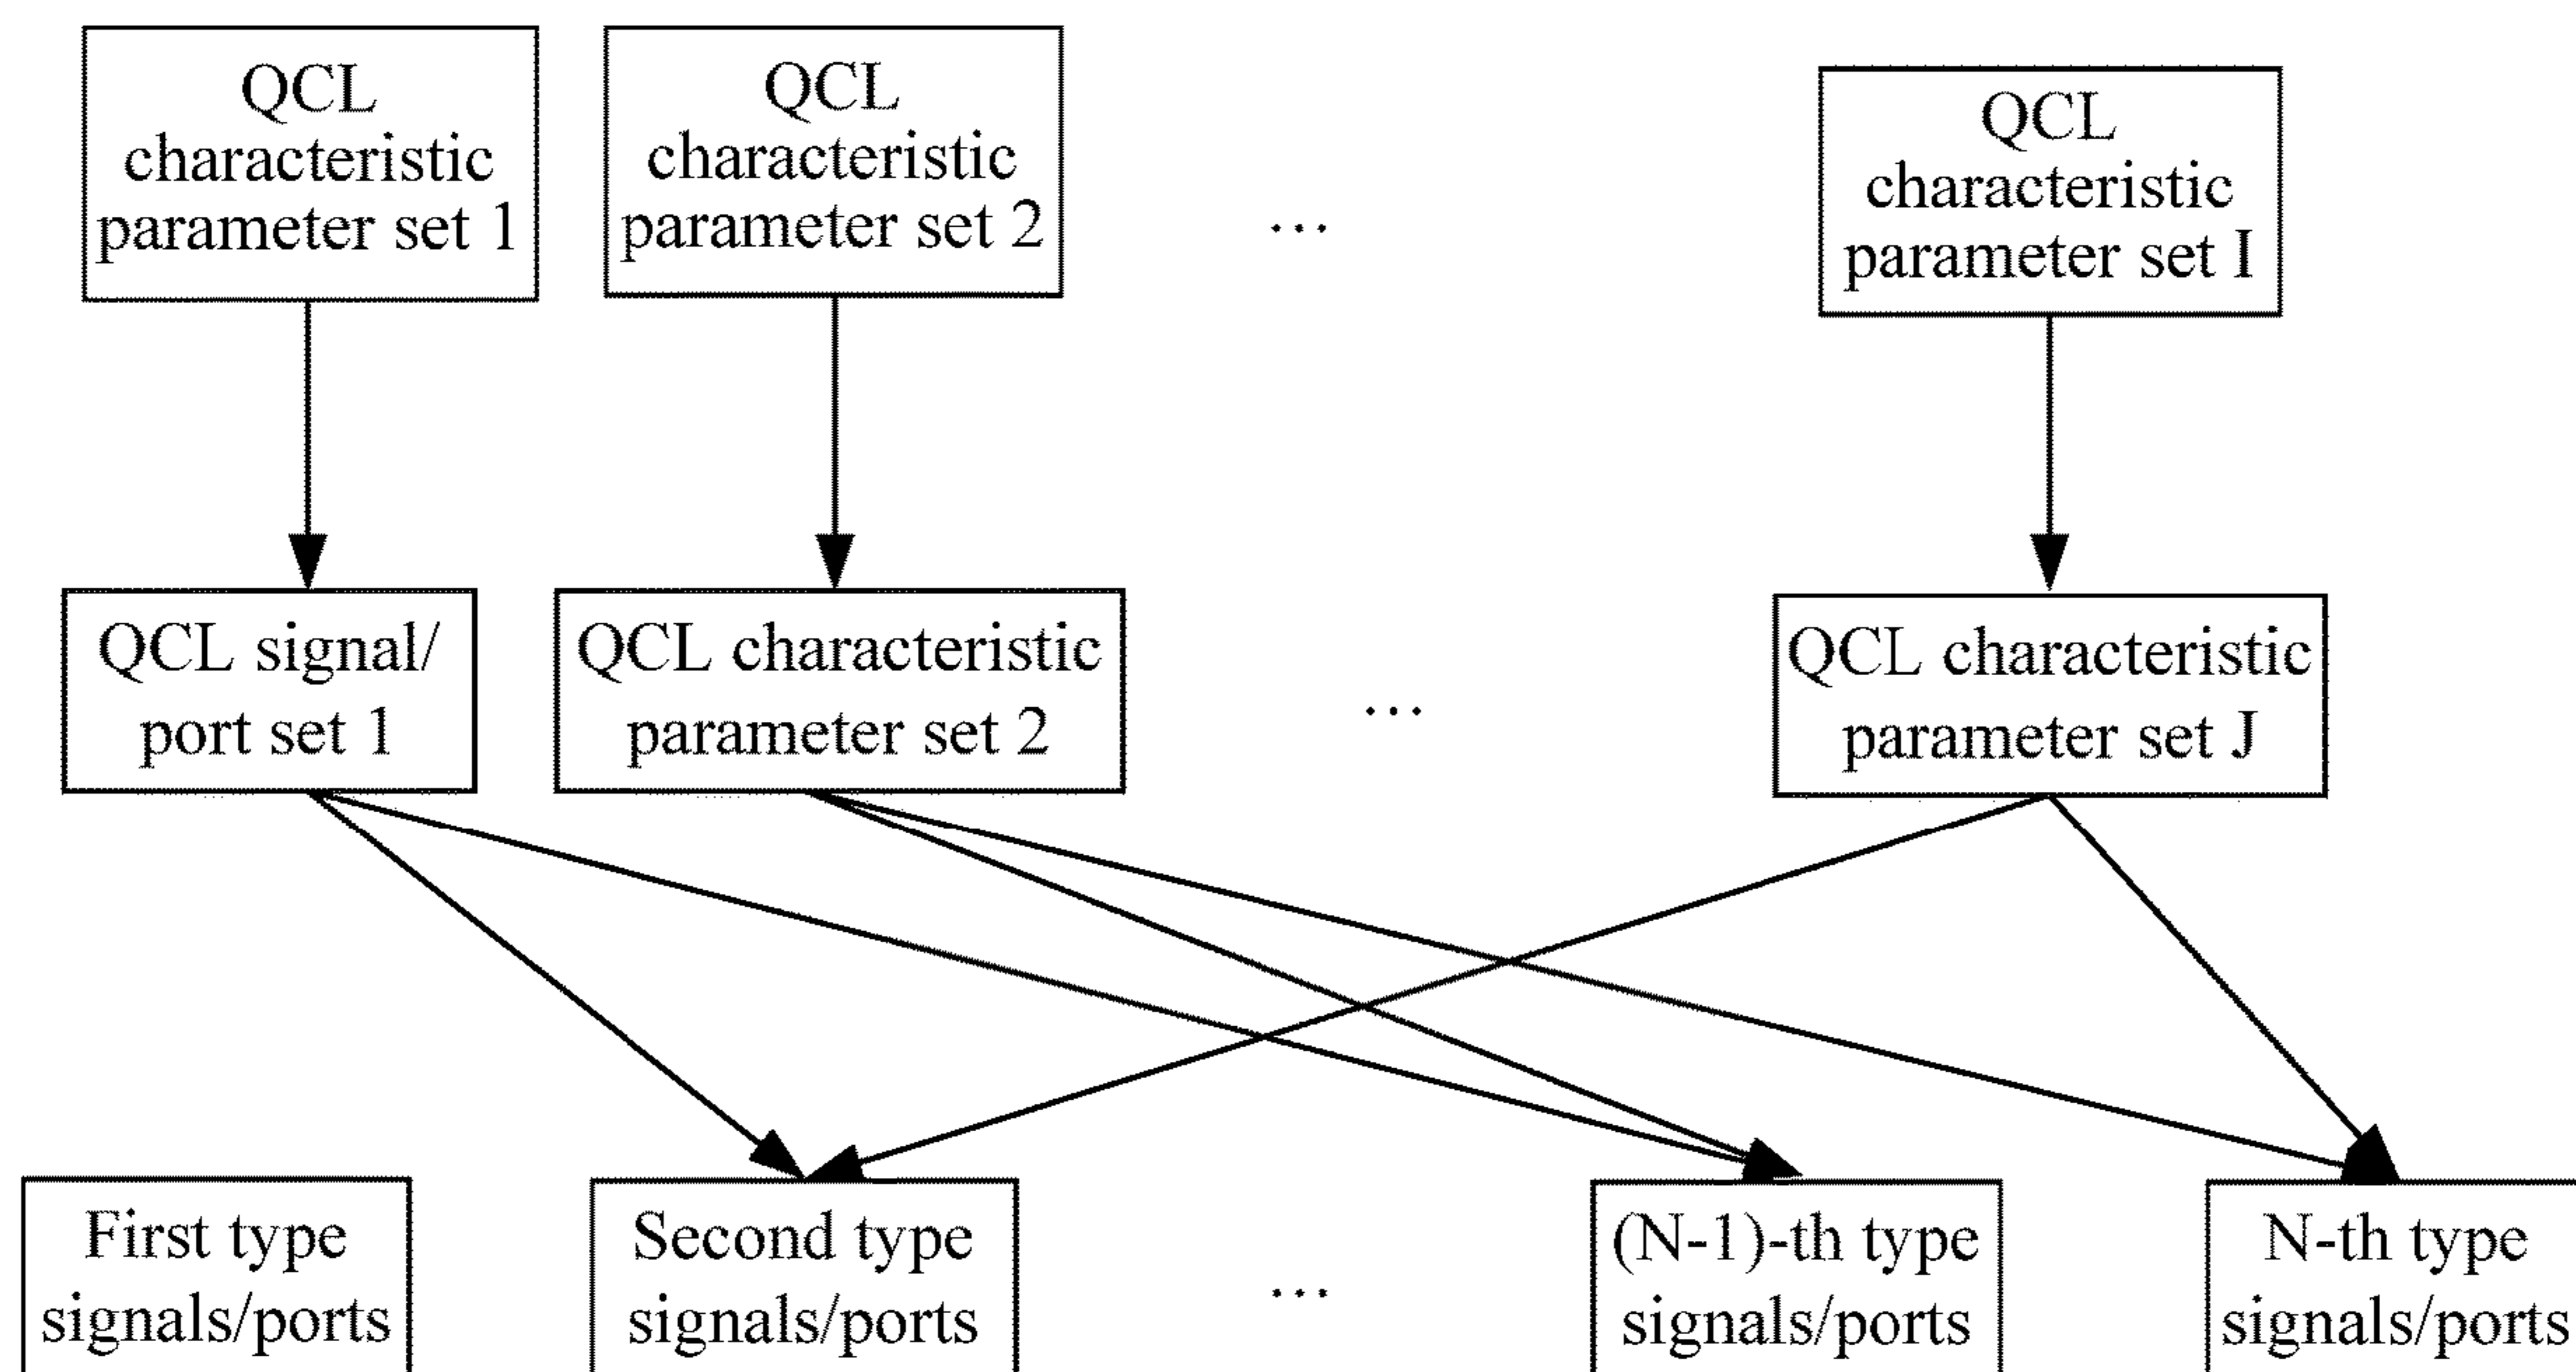 QCL
characteristic
parameter set 1
QCL
characteristic
parameter set 2
...
QCL
characteristic
parameter set I
QCL signal/
port set 1
QCL characteristic
parameter set 2
...
QCL characteristic
parameter set J
First type
signals/ports
Second type
signals/ports
...
(N-1)-th type
signals/ports
N-th type
signals/ports